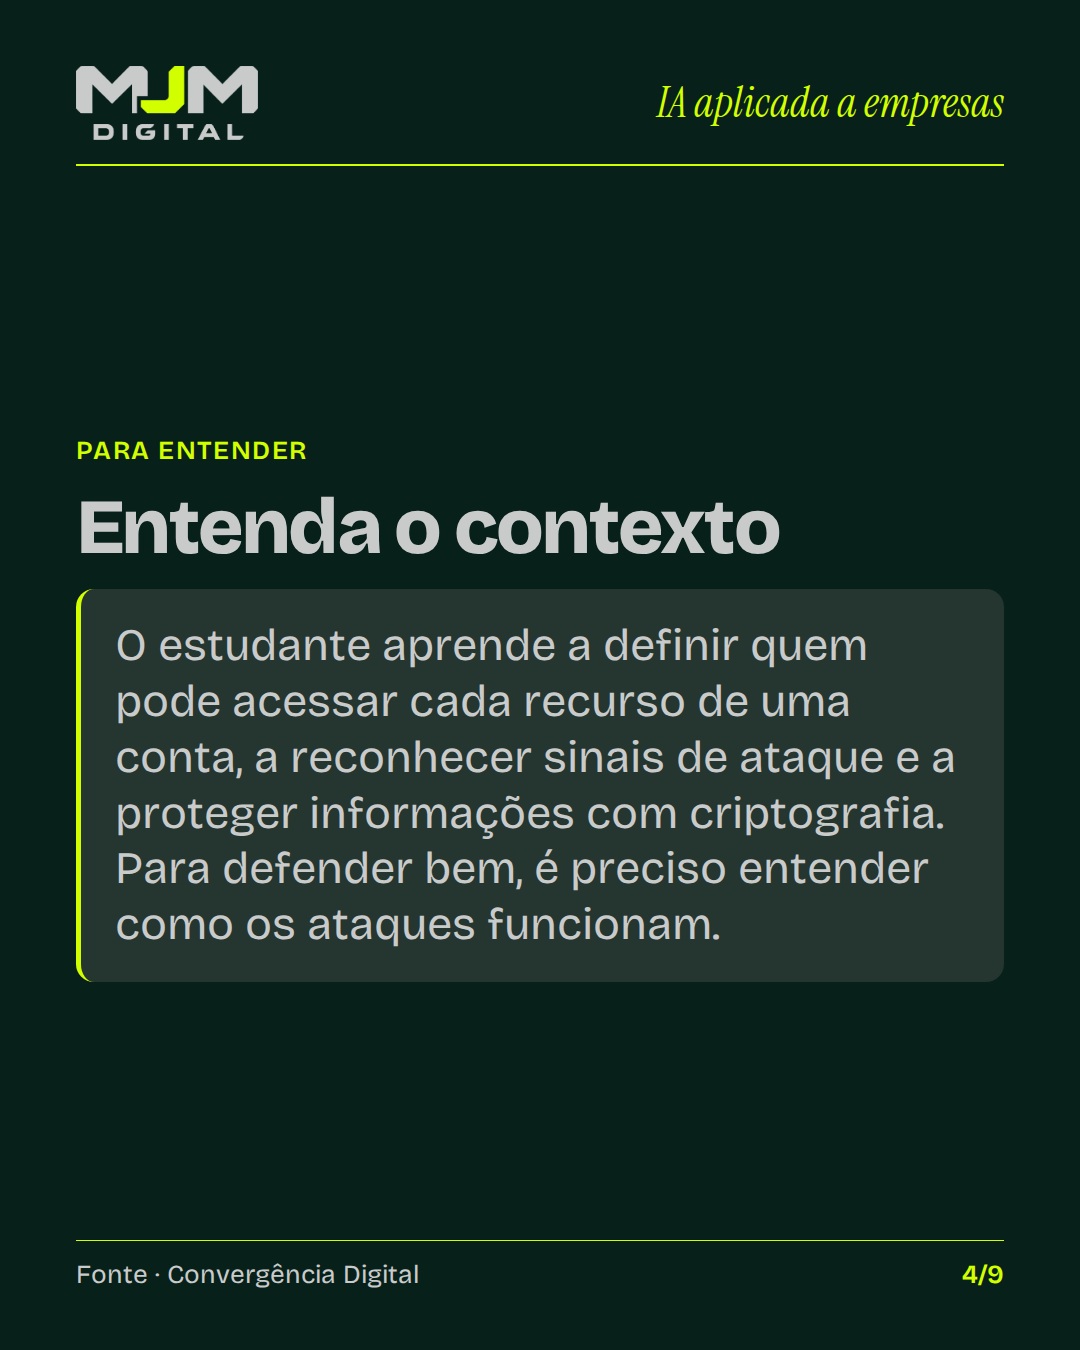 MJM
DIGITAL
IA aplicada a empresas
PARA ENTENDER
Entenda o contexto
O estudante aprende a definir quem
pode acessar cada recurso de uma
conta, a reconhecer sinais de ataque e a
proteger informações com criptografia.
Para defender bem, é preciso entender
como os ataques funcionam.
Fonte · Convergência Digital
4/9